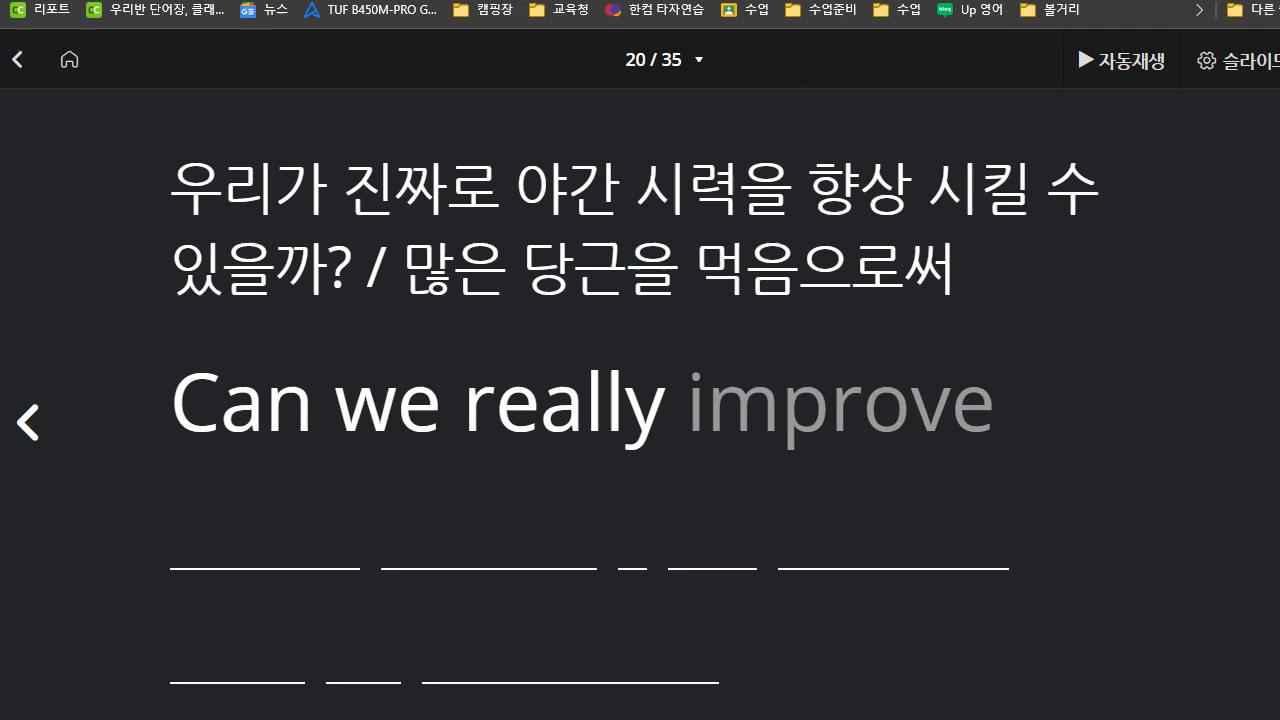 리포트 우리반 단어장, 클래... 뉴스 TUF B450M-PRO G... 캠핑장 교육청 한컴 타자연습 수업 수업준비 수업 Up 영어 볼거리 다른
20 / 35 자동재생 슬라이드
우리가 진짜로 야간 시력을 향상 시킬 수
있을까? / 많은 당근을 먹음으로써
Can we really improve